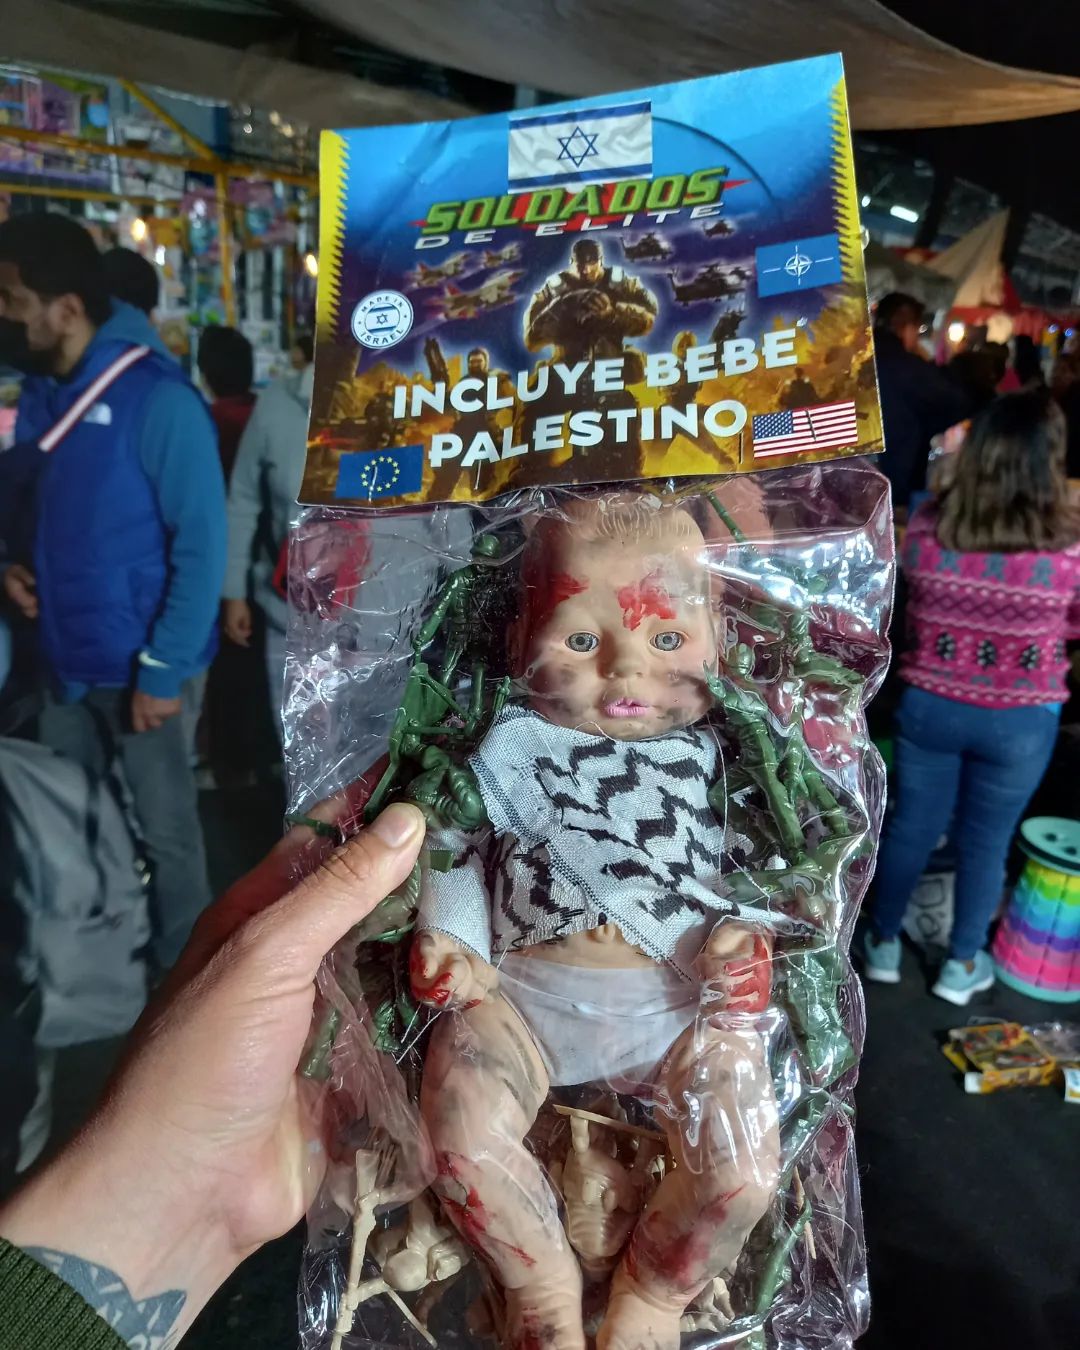 SOLDADOS
DE ELITE
MADE IN
ISRAEL
INCLUYE BEBE
PALESTINO